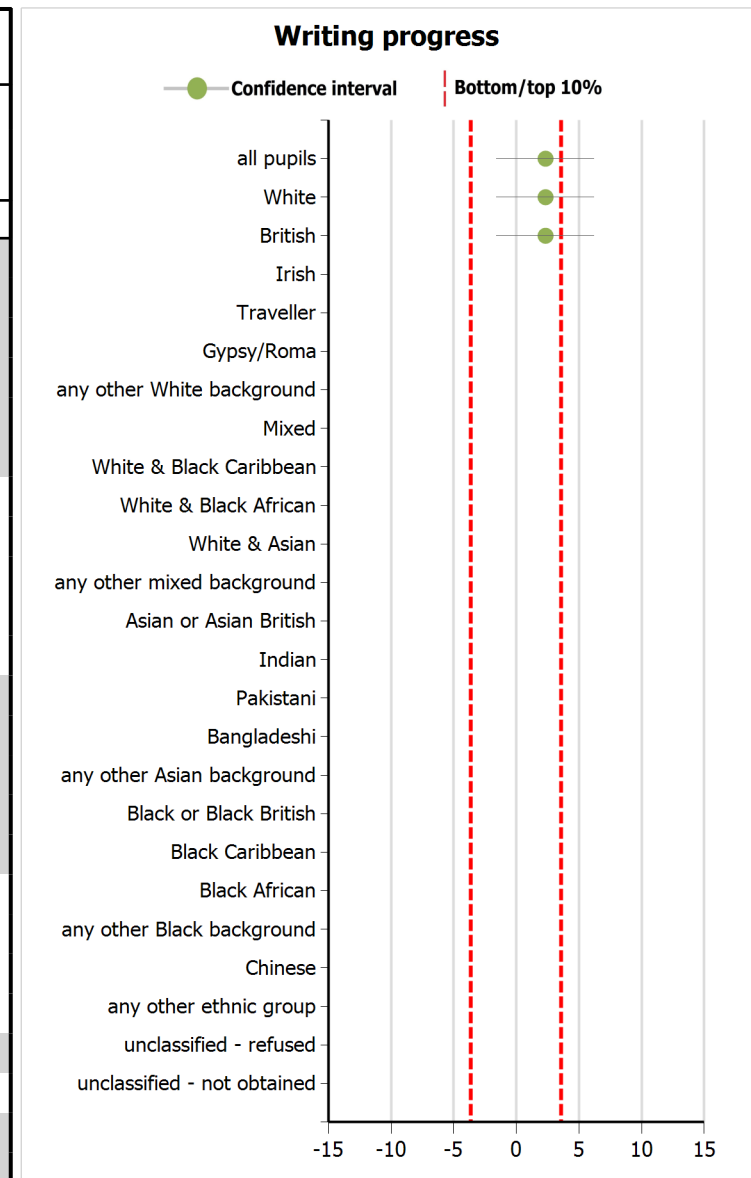 Writing progress
Confidence interval
Bottom/top 10%
all pupils
White
British
Irish
Traveller
Gypsy/Roma
any other White background
Mixed
White & Black Caribbean
White & Black African
White & Asian
any other mixed background
Asian or Asian British
Indian
Pakistani
Bangladeshi
any other Asian background
Black or Black British
Black Caribbean
Black African
any other Black background
Chinese
any other ethnic group
unclassified - refused
unclassified - not obtained
-15 -10 -5 0 5 10 15